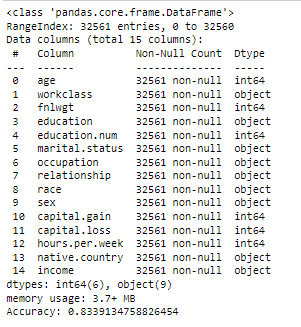 <class 'pandas.core.frame.DataFrame'>
RangeIndex: 32561 entries, 0 to 32560
Data columns (total 15 columns):
 #   Column          Non-Null Count  Dtype
---  ------          --------------  -----
 0   age             32561 non-null  int64
 1   workclass       32561 non-null  object
 2   fnlwgt          32561 non-null  int64
 3   education       32561 non-null  object
 4   education.num   32561 non-null  int64
 5   marital.status  32561 non-null  object
 6   occupation      32561 non-null  object
 7   relationship    32561 non-null  object
 8   race            32561 non-null  object
 9   sex             32561 non-null  object
 10  capital.gain    32561 non-null  int64
 11  capital.loss    32561 non-null  int64
 12  hours.per.week  32561 non-null  int64
 13  native.country  32561 non-null  object
 14  income          32561 non-null  object
dtypes: int64(6), object(9)
memory usage: 3.7+ MB
Accuracy: 0.8339134758826454